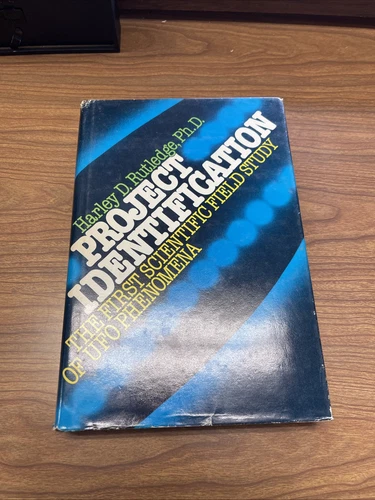 Harley D. Rutledge, Ph.D.
PROJECT
IDENTIFICATION
THE FIRST SCIENTIFIC FIELD STUDY
OF UFO PHENOMENA